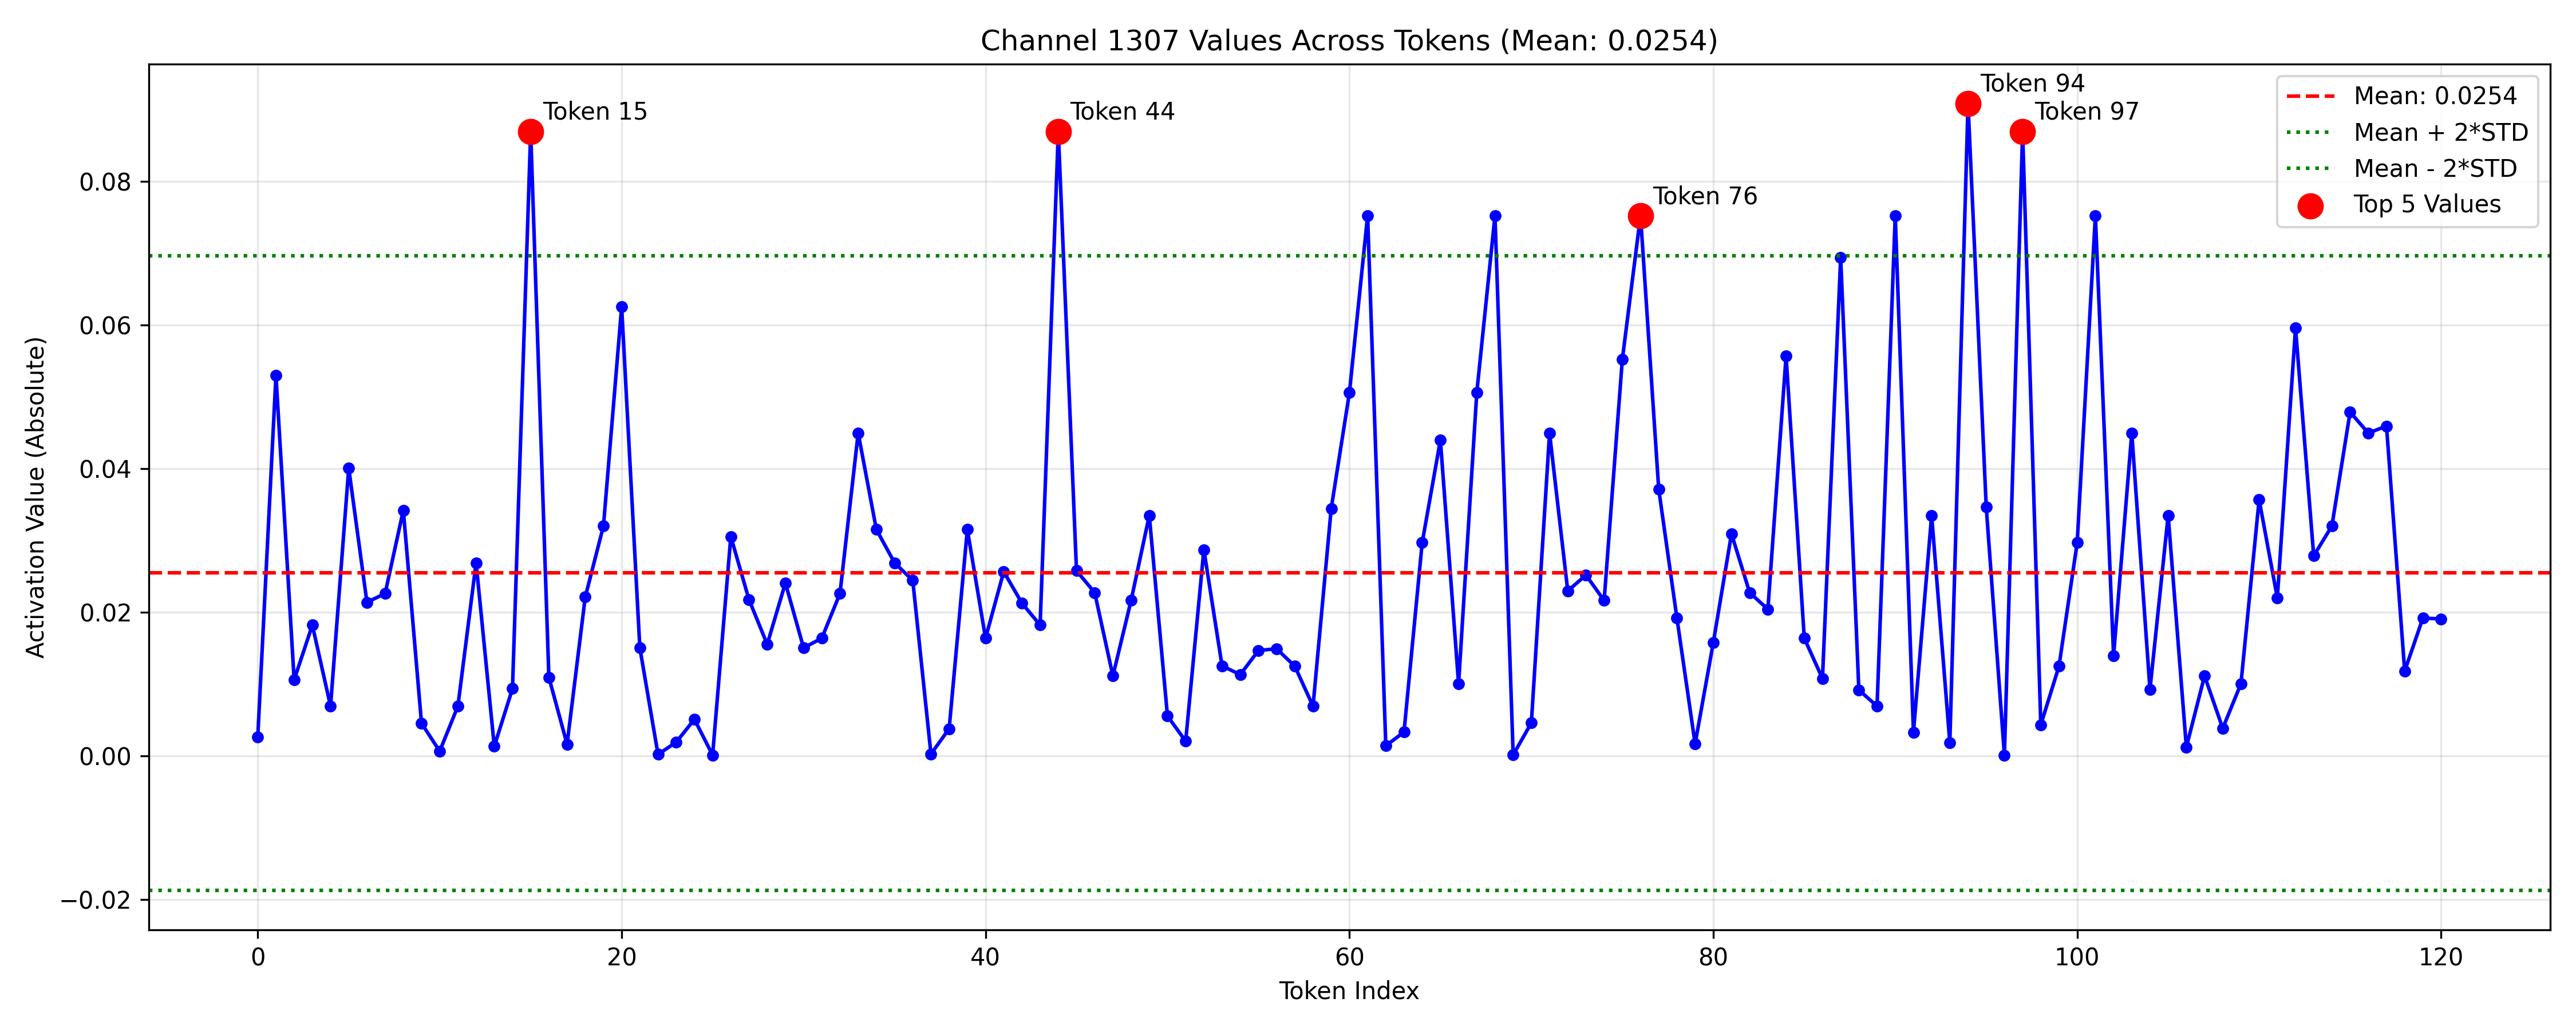 Channel 1307 Values Across Tokens (Mean: 0.0254)
Token 94
Token 15
Token 44
Token 97
Token 76
Mean: 0.0254
Mean + 2*STD
Mean - 2*STD
Top 5 Values
Activation Value (Absolute)
0.08
0.06
0.04
0.02
0.00
−0.02
0 20 40 60 80 100 120
Token Index